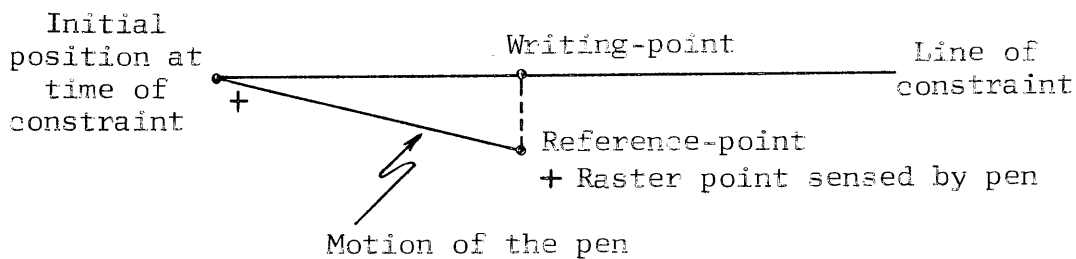 Initial
position at
time of
constraint
+
Writing-point
Line of
constraint
Reference-point
+ Raster point sensed by pen
Motion of the pen